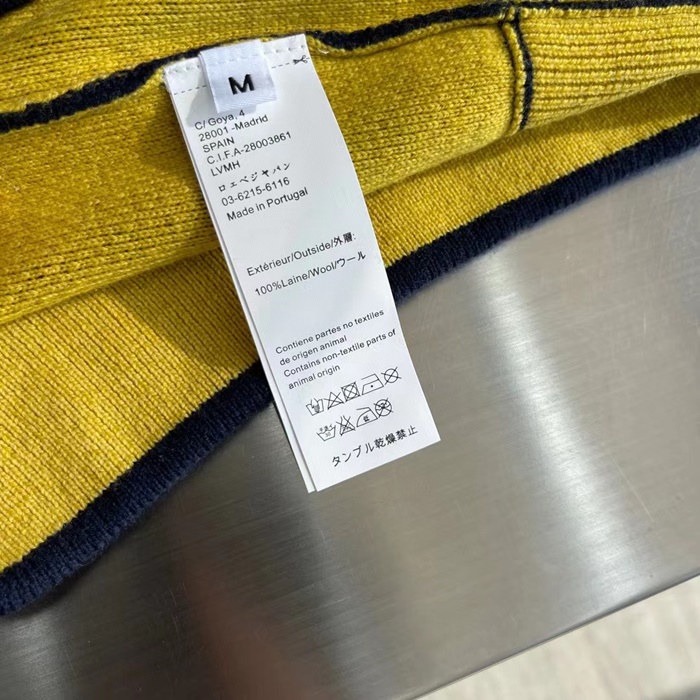 M
C/ Goya, 4
28001 -Madrid
SPAIN
C.I.F.A-28003861
LVMH
ロェベジャパン
03-6215-6116
Made in Portugal
Extérieur/Outside/外層:
100%Laine/Wool/ウール
Contiene partes no textiles
de origen animal
Contains non-textile parts of
animal origin
タンブル乾燥禁止